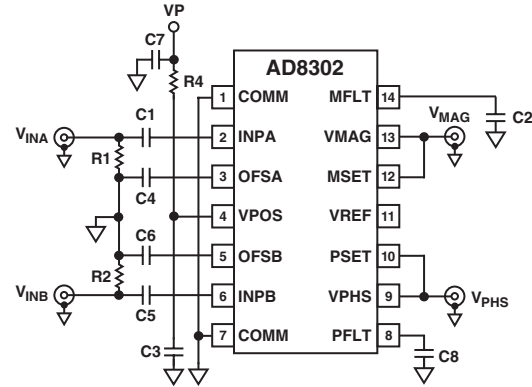 VP
C7
R4
AD8302
1 COMM MFLT 14
C2
VINA C1 2 INPA VMAG 13 VMAG
R1
3 OFSA MSET 12
C4
4 VPOS VREF 11
C6
5 OFSB PSET 10
R2
VINB 6 INPB VPHS 9 VPHS
C5
C3 7 COMM PFLT 8
C8